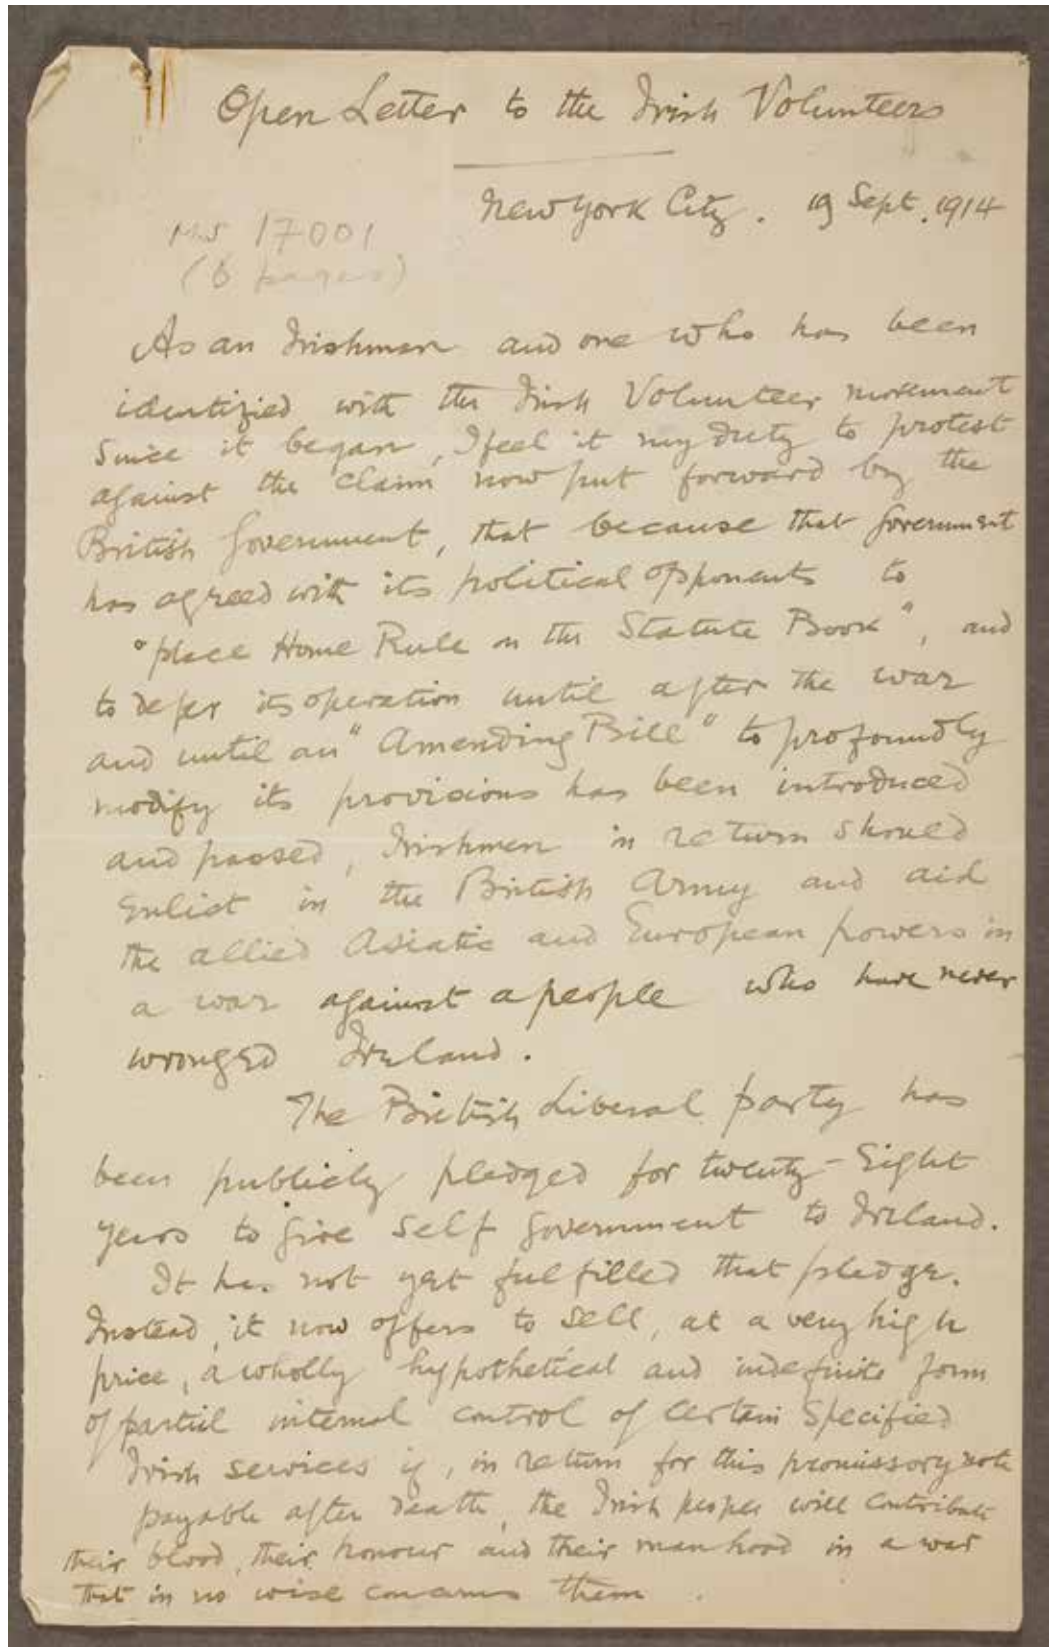 Open Letter to the Irish Volunteers
New York City. 19 Sept. 1914
MS 17001
(6 pages)
As an Irishman and one who has been
identified with the Irish Volunteer movement
since it began, I feel it my duty to protest
against the claim now put forward by the
British Government, that because that Government
has agreed with its political opponents to
"place Home Rule on the Statute Book", and
to defer its operation until after the war
and until an "Amending Bill" to profoundly
modify its provisions has been introduced
and passed, Irishmen in return should
enlist in the British Army and aid
the allied Asiatic and European powers in
a war against a people who have never
wronged Ireland.
The British Liberal party has
been publicly pledged for twenty-eight
years to give self government to Ireland.
It has not yet fulfilled that pledge.
Instead, it now offers to sell, at a very high
price, a wholly hypothetical and indefinite form
of partial internal control of certain specified
Irish services if, in return for this promissory note
payable after death, the Irish people will contribute
their blood, their honour and their manhood in a war
that in no wise concerns them.